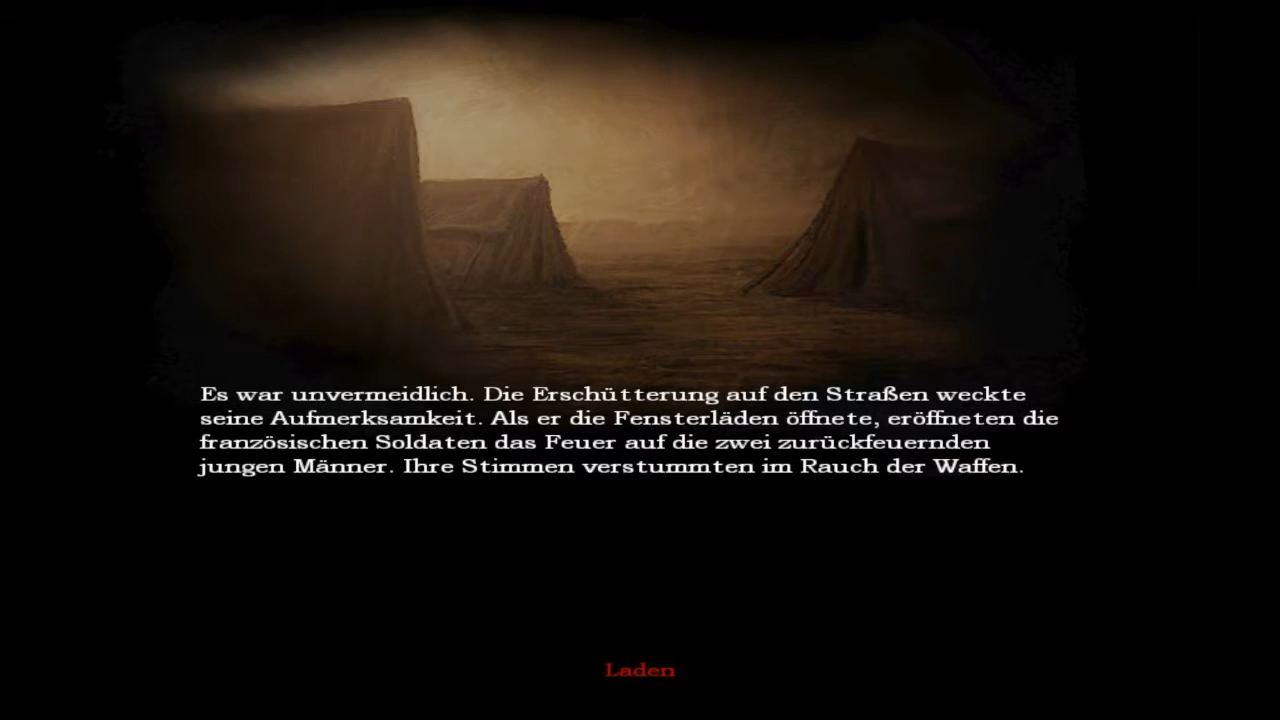 Es war unvermeidlich. Die Erschütterung auf den Straßen weckte
seine Aufmerksamkeit. Als er die Fensterläden öffnete, eröffneten die
französischen Soldaten das Feuer auf die zwei zurückfeuernden
jungen Männer. Ihre Stimmen verstummten im Rauch der Waffen.
Laden